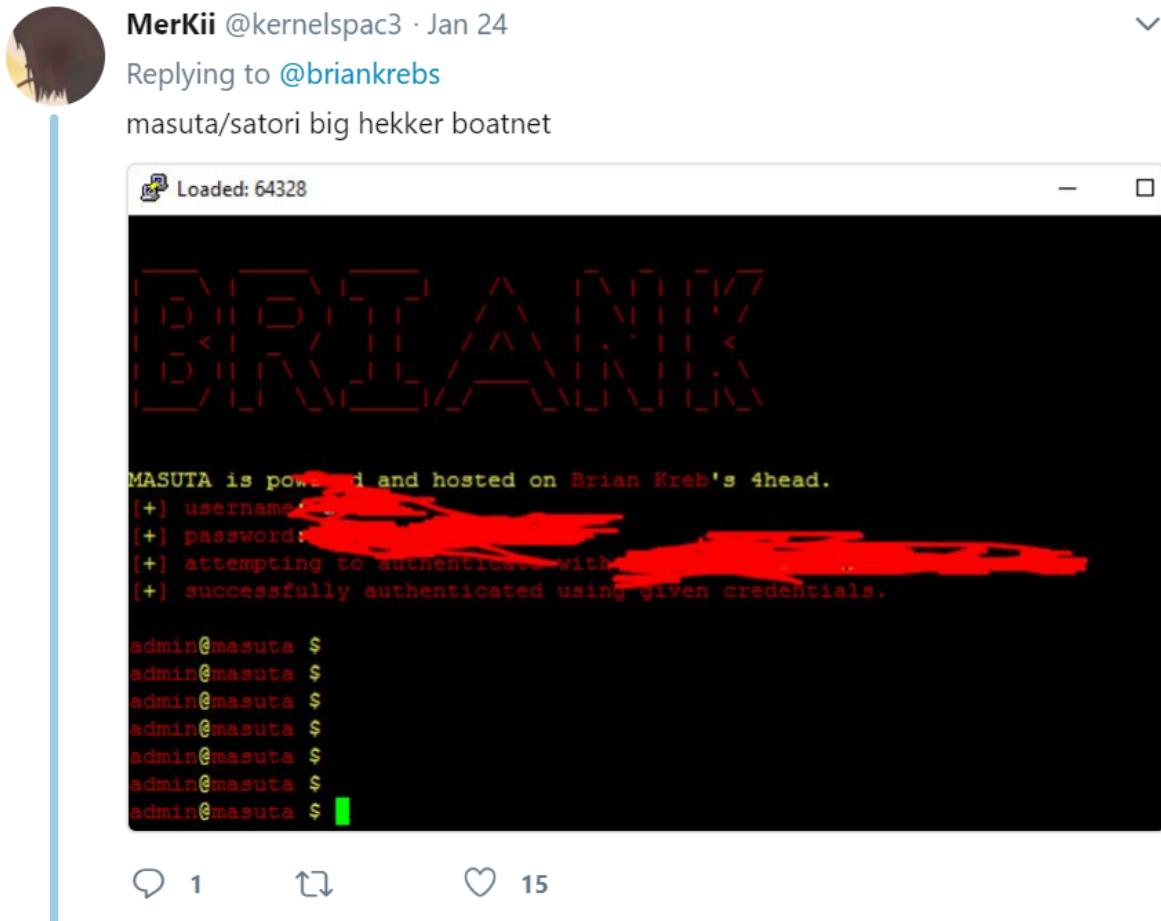 MerKii @kernelspac3 · Jan 24
Replying to @briankrebs
masuta/satori big hekker boatnet
Loaded: 64328
BRIANK
MASUTA is and hosted on Brian Kreb's 4head.
[+] username:
[+] password:
[+] attempting to authenticate with
[+] successfully authenticated using given credentials.
admin@masuta $
admin@masuta $
admin@masuta $
admin@masuta $
admin@masuta $
admin@masuta $
admin@masuta $
1
15